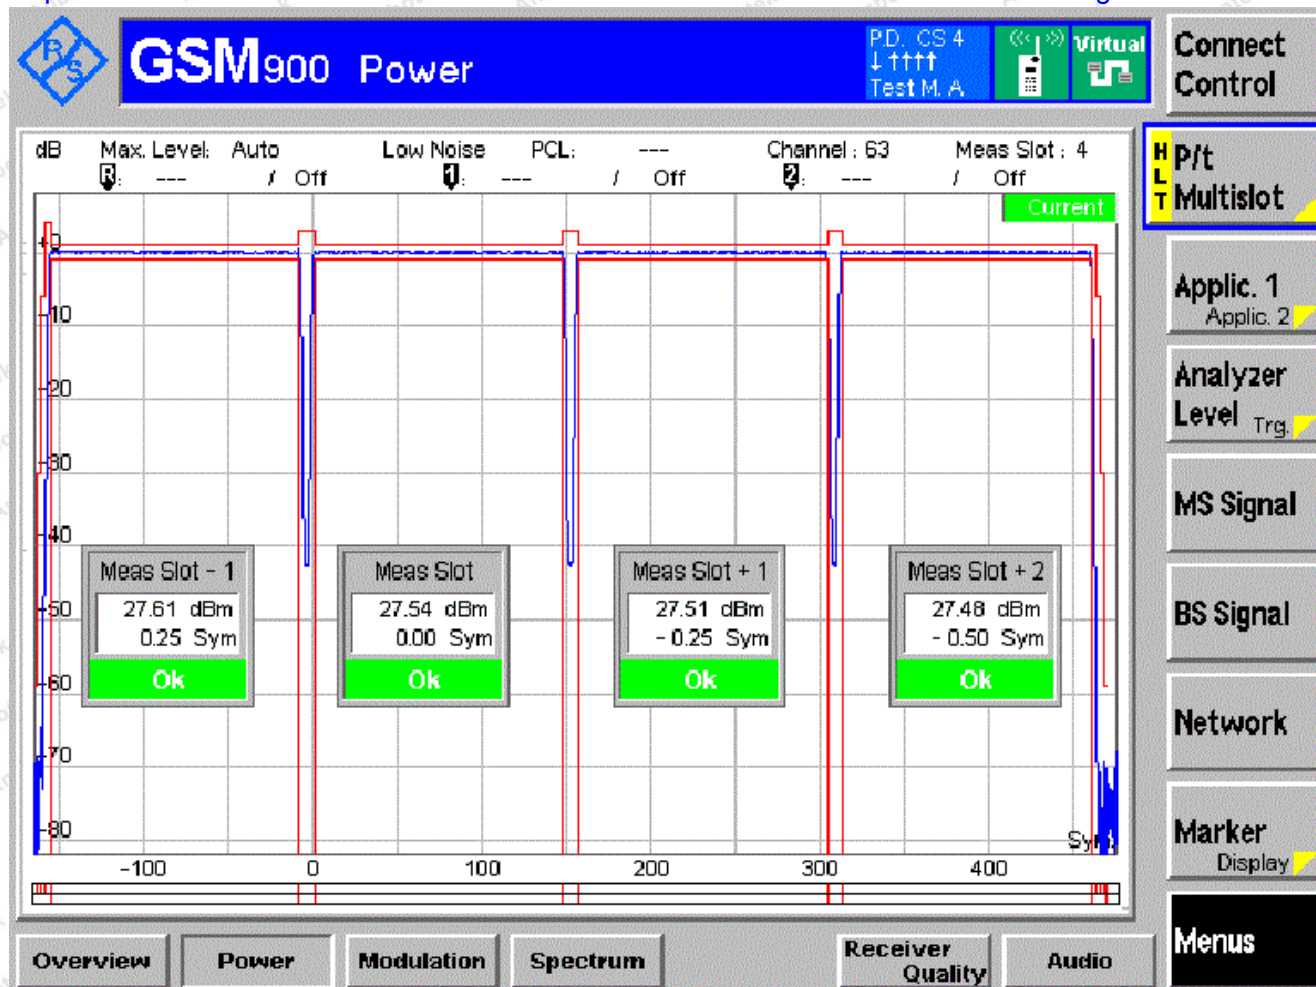 R S
GSM900 Power
P.D. CS 4
↓ ↑↑↑↑
Test M. A.
Virtual
Connect
Control
dB Max. Level: Auto Low Noise PCL: --- Channel : 63 Meas Slot : 4
R: --- / Off 1: --- / Off 2: --- / Off
HLT
P/t
Multislot
Current
+0
-10
-20
-30
-40
-50
-60
-70
-80
Meas Slot - 1
27.61 dBm
0.25 Sym
Ok
Meas Slot
27.54 dBm
0.00 Sym
Ok
Meas Slot + 1
27.51 dBm
- 0.25 Sym
Ok
Meas Slot + 2
27.48 dBm
- 0.50 Sym
Ok
Sym
-100 0 100 200 300 400
Applic. 1
Applic. 2
Analyzer
Level Trg.
MS Signal
BS Signal
Network
Marker
Display
Menus
Overview Power Modulation Spectrum Receiver Quality Audio